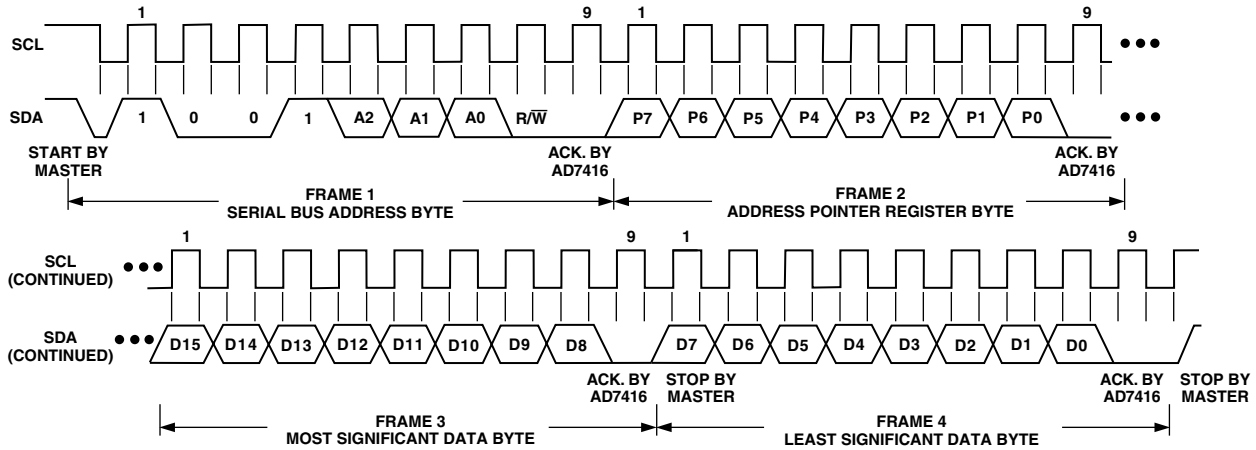 1 9 1 9
SCL
SDA 1 0 0 1 A2 A1 A0 R/W̅ P7 P6 P5 P4 P3 P2 P1 P0
START BY
MASTER
ACK. BY
AD7416
ACK. BY
AD7416
FRAME 1
SERIAL BUS ADDRESS BYTE
FRAME 2
ADDRESS POINTER REGISTER BYTE
1 9 1 9
SCL
(CONTINUED)
SDA
(CONTINUED)
D15 D14 D13 D12 D11 D10 D9 D8 D7 D6 D5 D4 D3 D2 D1 D0
ACK. BY
AD7416
STOP BY
MASTER
ACK. BY
AD7416
STOP BY
MASTER
FRAME 3
MOST SIGNIFICANT DATA BYTE
FRAME 4
LEAST SIGNIFICANT DATA BYTE